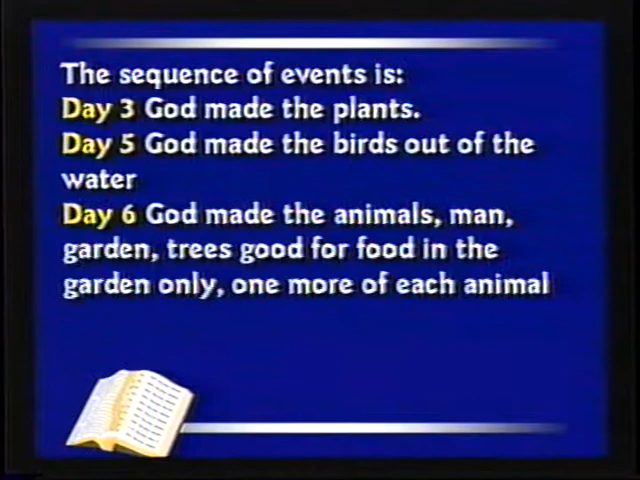 The sequence of events is:
Day 3 God made the plants.
Day 5 God made the birds out of the
water
Day 6 God made the animals, man,
garden, trees good for food in the
garden only, one more of each animal